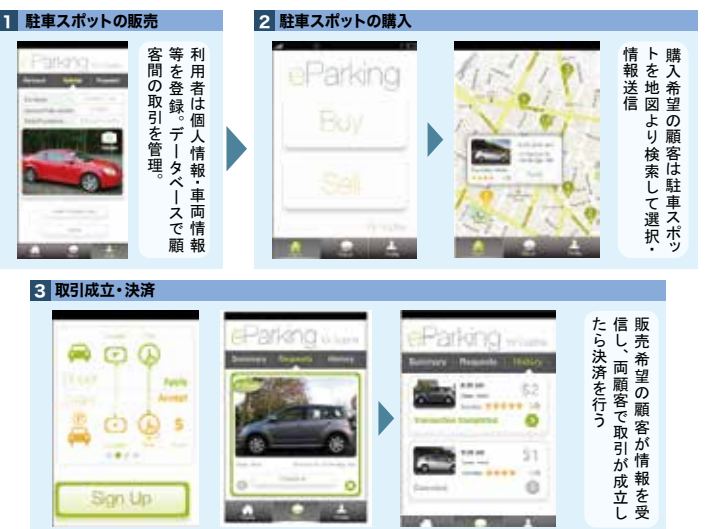 1 駐車スポットの販売
eParking
利用者は個人情報・車両情報
等を登録。データベースで顧
客間の取引を管理。
2 駐車スポットの購入
eParking
Buy
Sell
購入希望の顧客は駐車スポッ
トを地図より検索して選択・
情報送信
3 取引成立・決済
Apply
Accept
$
Sign Up
eParking
Summary Requests History
eParking
Summary Requests History
$2
Transaction Completed
$1
Cancelled
販売希望の顧客が情報を受
信し、両顧客で取引が成立し
たら決済を行う